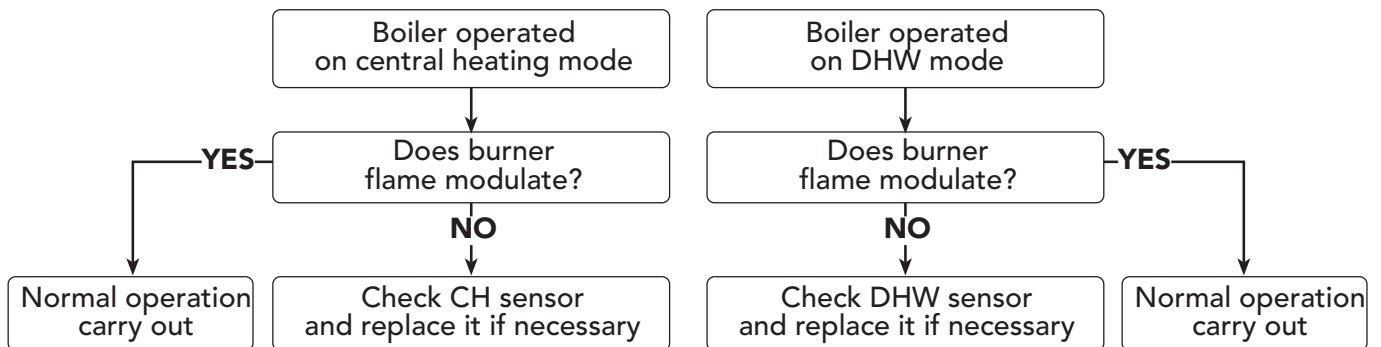 Boiler operated
on central heating mode
Boiler operated
on DHW mode
YES
Does burner
flame modulate?
Does burner
flame modulate?
YES
NO
NO
Normal operation
carry out
Check CH sensor
and replace it if necessary
Check DHW sensor
and replace it if necessary
Normal operation
carry out